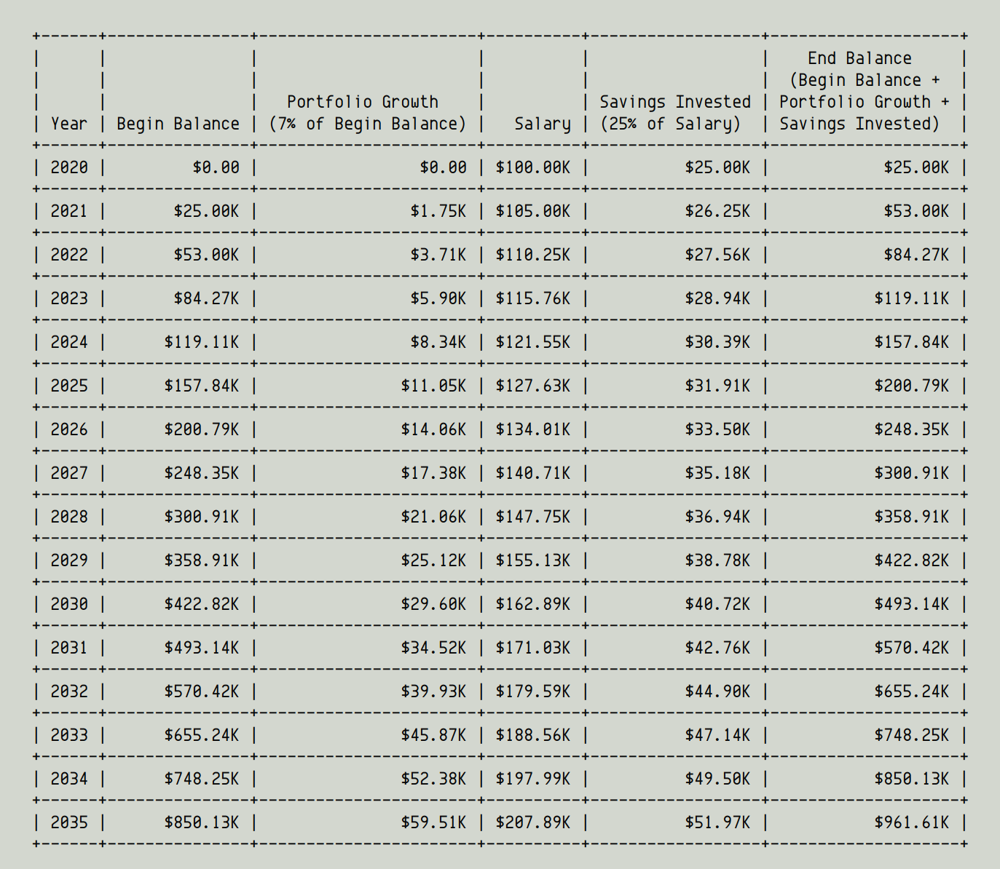 +------+---------------+-----------------------+----------+------------------+--------------------+
|      |               |                       |          |                  |    End Balance     |
|      |               |                       |          |                  |  (Begin Balance +  |
|      |               |   Portfolio Growth    |          | Savings Invested | Portfolio Growth + |
| Year | Begin Balance | (7% of Begin Balance) |   Salary | (25% of Salary)  | Savings Invested)  |
+------+---------------+-----------------------+----------+------------------+--------------------+
| 2020 |         $0.00 |                 $0.00 | $100.00K |          $25.00K |            $25.00K |
+------+---------------+-----------------------+----------+------------------+--------------------+
| 2021 |       $25.00K |                $1.75K | $105.00K |          $26.25K |            $53.00K |
+------+---------------+-----------------------+----------+------------------+--------------------+
| 2022 |       $53.00K |                $3.71K | $110.25K |          $27.56K |            $84.27K |
+------+---------------+-----------------------+----------+------------------+--------------------+
| 2023 |       $84.27K |                $5.90K | $115.76K |          $28.94K |           $119.11K |
+------+---------------+-----------------------+----------+------------------+--------------------+
| 2024 |      $119.11K |                $8.34K | $121.55K |          $30.39K |           $157.84K |
+------+---------------+-----------------------+----------+------------------+--------------------+
| 2025 |      $157.84K |               $11.05K | $127.63K |          $31.91K |           $200.79K |
+------+---------------+-----------------------+----------+------------------+--------------------+
| 2026 |      $200.79K |               $14.06K | $134.01K |          $33.50K |           $248.35K |
+------+---------------+-----------------------+----------+------------------+--------------------+
| 2027 |      $248.35K |               $17.38K | $140.71K |          $35.18K |           $300.91K |
+------+---------------+-----------------------+----------+------------------+--------------------+
| 2028 |      $300.91K |               $21.06K | $147.75K |          $36.94K |           $358.91K |
+------+---------------+-----------------------+----------+------------------+--------------------+
| 2029 |      $358.91K |               $25.12K | $155.13K |          $38.78K |           $422.82K |
+------+---------------+-----------------------+----------+------------------+--------------------+
| 2030 |      $422.82K |               $29.60K | $162.89K |          $40.72K |           $493.14K |
+------+---------------+-----------------------+----------+------------------+--------------------+
| 2031 |      $493.14K |               $34.52K | $171.03K |          $42.76K |           $570.42K |
+------+---------------+-----------------------+----------+------------------+--------------------+
| 2032 |      $570.42K |               $39.93K | $179.59K |          $44.90K |           $655.24K |
+------+---------------+-----------------------+----------+------------------+--------------------+
| 2033 |      $655.24K |               $45.87K | $188.56K |          $47.14K |           $748.25K |
+------+---------------+-----------------------+----------+------------------+--------------------+
| 2034 |      $748.25K |               $52.38K | $197.99K |          $49.50K |           $850.13K |
+------+---------------+-----------------------+----------+------------------+--------------------+
| 2035 |      $850.13K |               $59.51K | $207.89K |          $51.97K |           $961.61K |
+------+---------------+-----------------------+----------+------------------+--------------------+